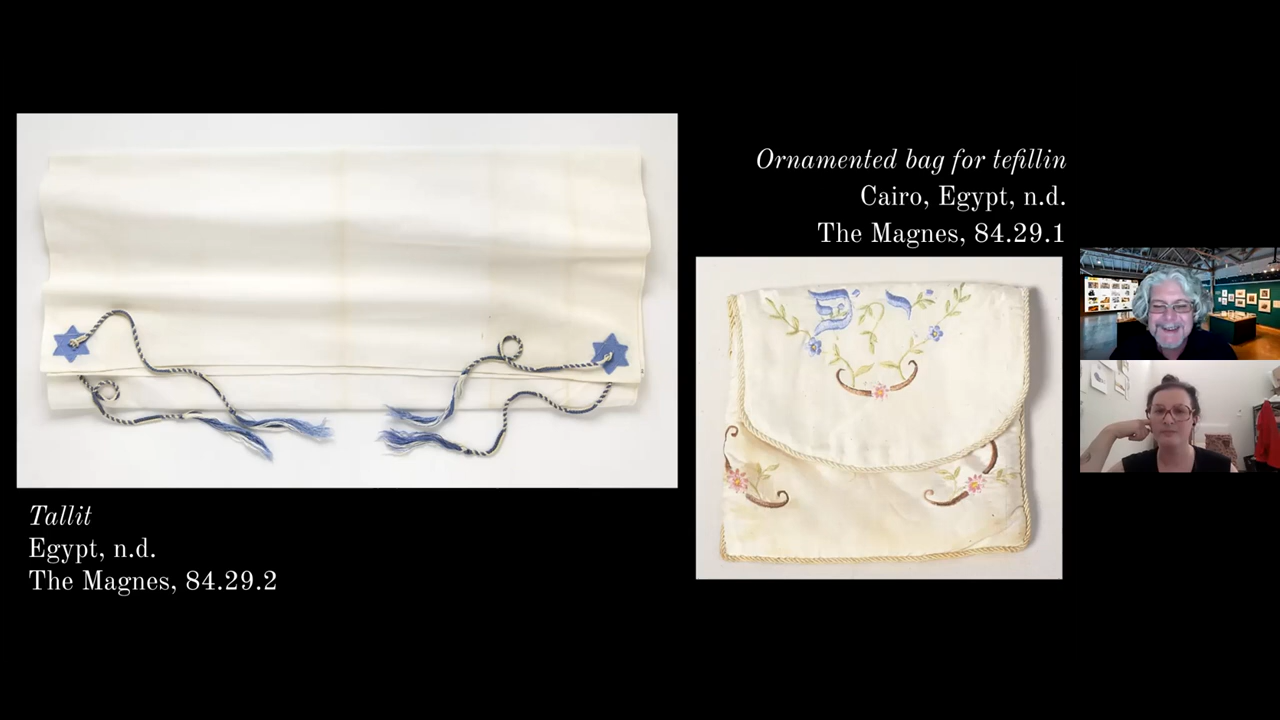 Ornamented bag for tefillin
Cairo, Egypt, n.d.
The Magnes, 84.29.1
Tallit
Egypt, n.d.
The Magnes, 84.29.2